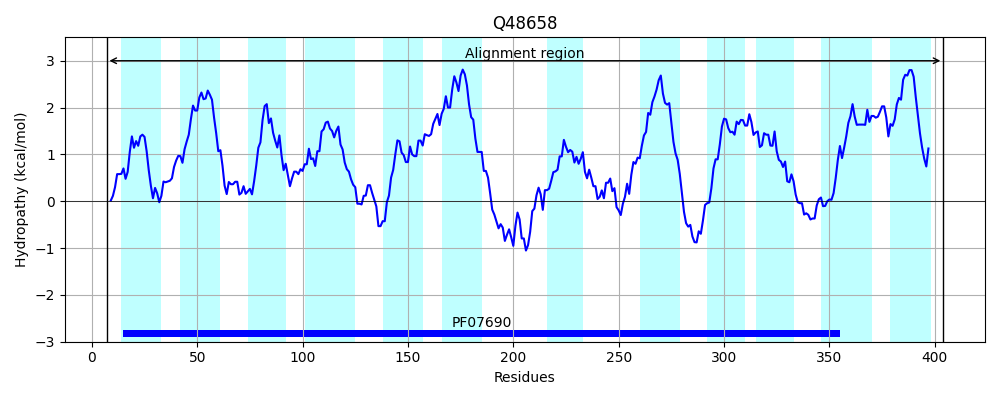 Q48658
Alignment region
PF07690
Hydropathy (kcal/mol)
3
2
1
0
−1
−2
−3
0 50 100 150 200 250 300 350 400
Residues